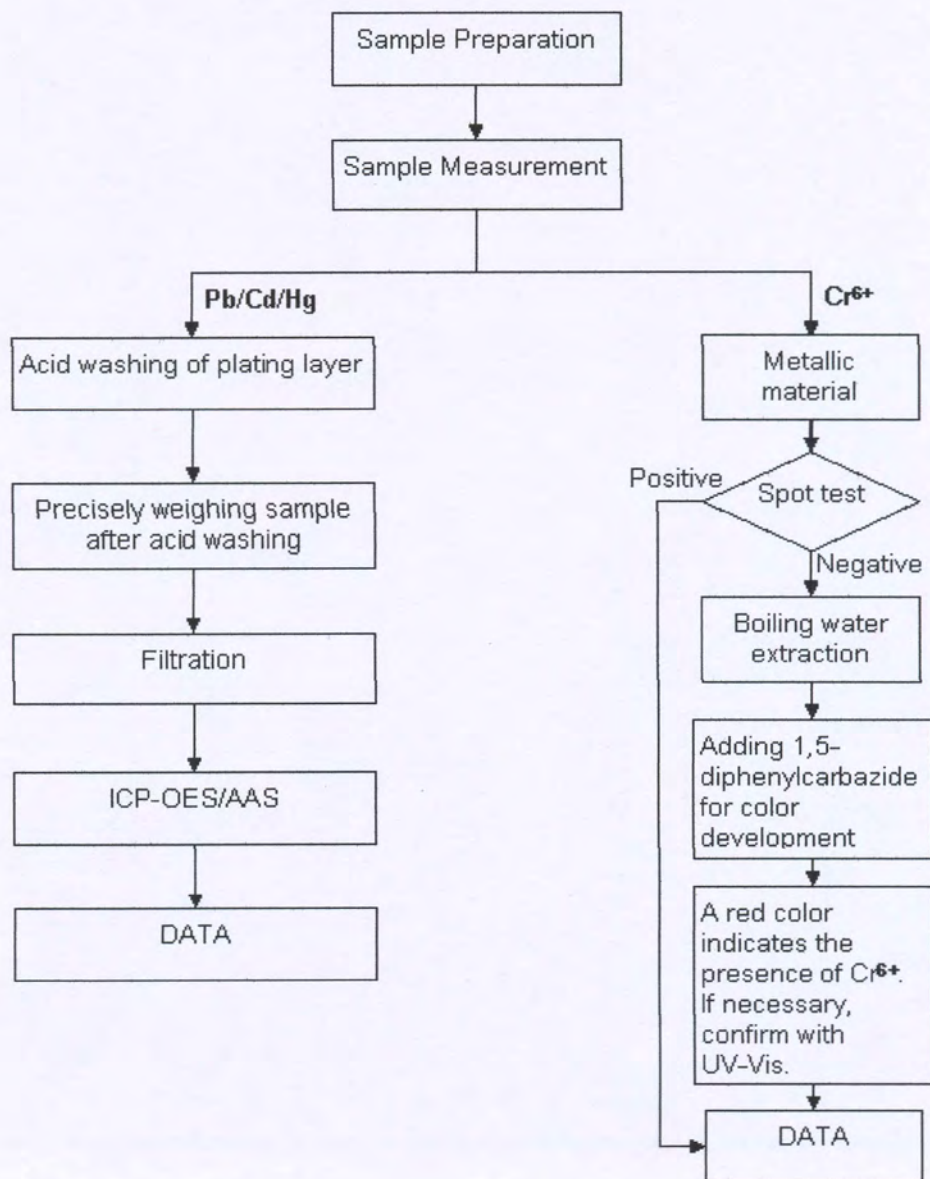 Sample Preparation
Sample Measurement
Pb/Cd/Hg
Acid washing of plating layer
Precisely weighing sample
after acid washing
Filtration
ICP-OES/AAS
DATA
Cr⁶⁺
Metallic
material
Positive
Spot test
Negative
Boiling water
extraction
Adding 1,5-
diphenylcarbazide
for color
development
A red color
indicates the
presence of Cr⁶⁺.
If necessary,
confirm with
UV-Vis.
DATA